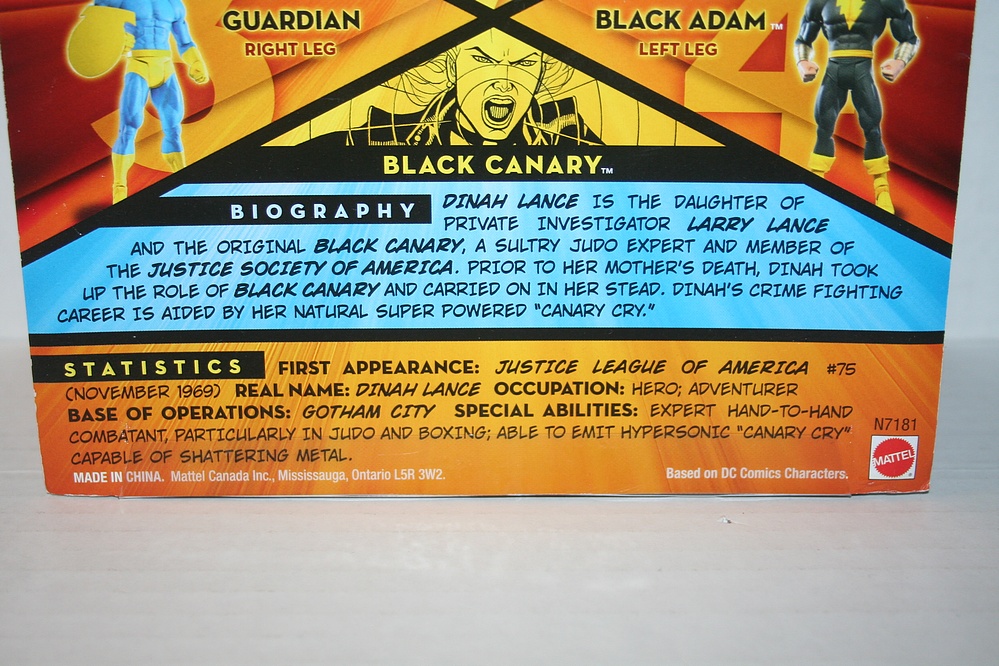 GUARDIAN
RIGHT LEG
BLACK ADAM™
LEFT LEG
BLACK CANARY™
BIOGRAPHY DINAH LANCE IS THE DAUGHTER OF
PRIVATE INVESTIGATOR LARRY LANCE
AND THE ORIGINAL BLACK CANARY, A SULTRY JUDO EXPERT AND MEMBER OF
THE JUSTICE SOCIETY OF AMERICA. PRIOR TO HER MOTHER'S DEATH, DINAH TOOK
UP THE ROLE OF BLACK CANARY AND CARRIED ON IN HER STEAD. DINAH'S CRIME FIGHTING
CAREER IS AIDED BY HER NATURAL SUPER POWERED "CANARY CRY."
STATISTICS FIRST APPEARANCE: JUSTICE LEAGUE OF AMERICA #75
(NOVEMBER 1969) REAL NAME: DINAH LANCE OCCUPATION: HERO; ADVENTURER
BASE OF OPERATIONS: GOTHAM CITY SPECIAL ABILITIES: EXPERT HAND-TO-HAND
COMBATANT, PARTICULARLY IN JUDO AND BOXING; ABLE TO EMIT HYPERSONIC "CANARY CRY"
CAPABLE OF SHATTERING METAL.
N7181
MATTEL®
MADE IN CHINA. Mattel Canada Inc., Mississauga, Ontario L5R 3W2.
Based on DC Comics Characters.